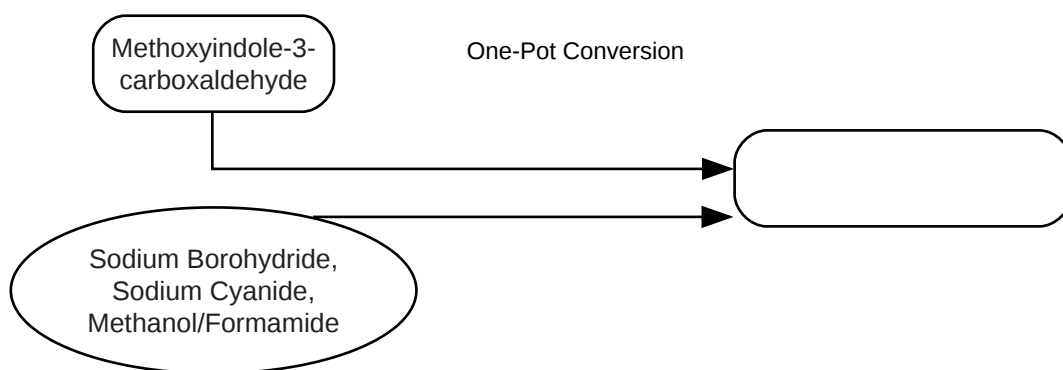 Methoxyindole-3-
carboxaldehyde
One-Pot Conversion
Sodium Borohydride,
Sodium Cyanide,
Methanol/Formamide